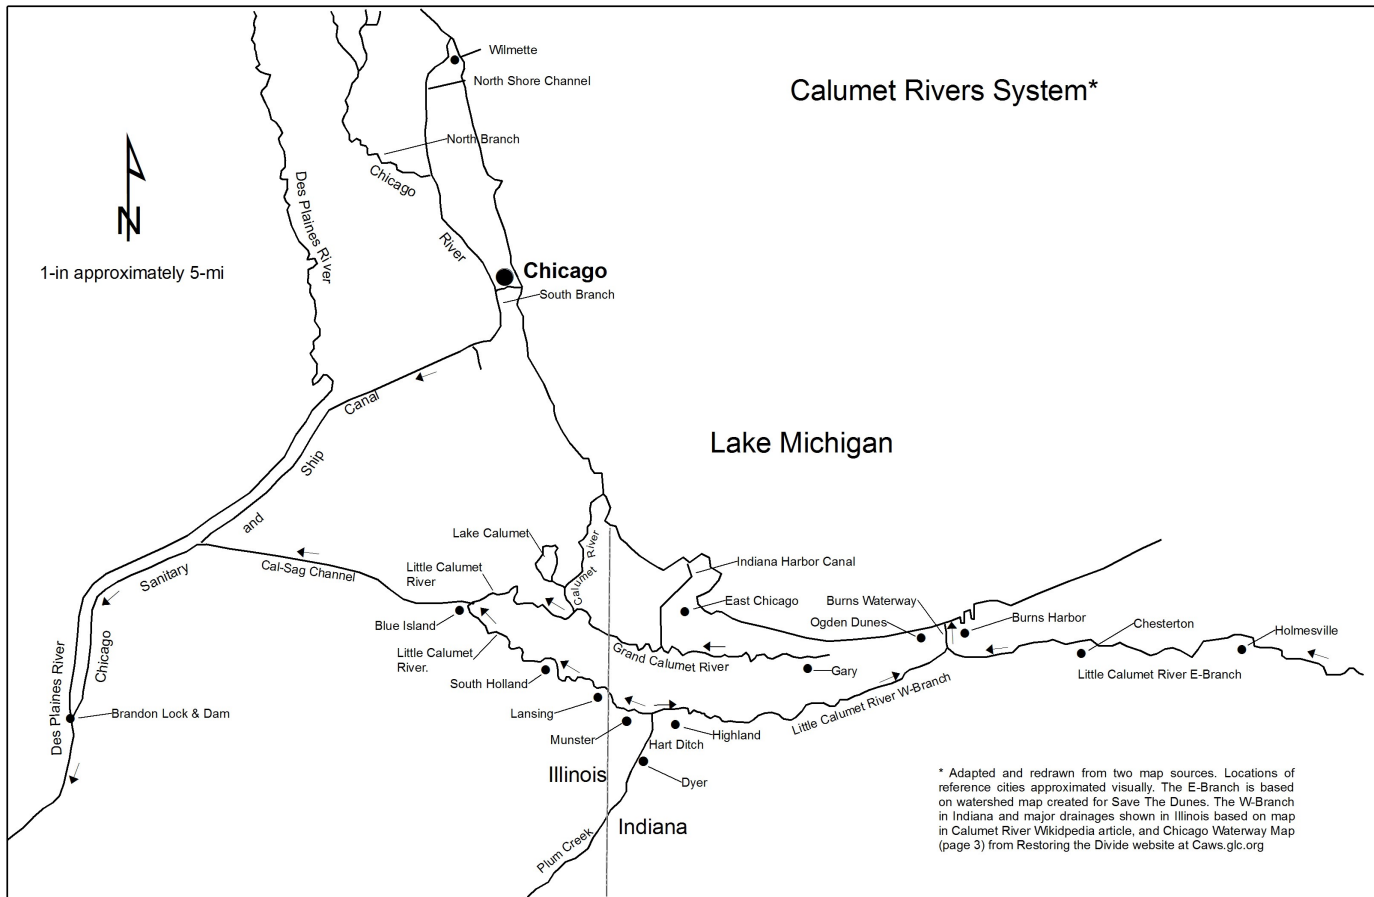 Wilmette
North Shore Channel
Calumet Rivers System*
North Branch
Chicago
Des Plaines River
N
River
1-in approximately 5-mi
Chicago
South Branch
Canal
Lake Michigan
Ship
and
Lake Calumet
River
Calumet
Indiana Harbor Canal
Cal-Sag Channel
Little Calumet
River
Sanitary
East Chicago
Burns Waterway
Ogden Dunes
Burns Harbor
Blue Island
Chesterton
Holmesville
Little Calumet
River.
Grand Calumet River
Gary
Chicago
South Holland
Little Calumet River E-Branch
Little Calumet River W-Branch
Des Plaines River
Brandon Lock & Dam
Lansing
Munster
Hart Ditch
Highland
Illinois
Dyer
Indiana
Plum Creek
* Adapted and redrawn from two map sources. Locations of
reference cities approximated visually. The E-Branch is based
on watershed map created for Save The Dunes. The W-Branch
in Indiana and major drainages shown in Illinois based on map
in Calumet River Wikidpedia article, and Chicago Waterway Map
(page 3) from Restoring the Divide website at Caws.glc.org